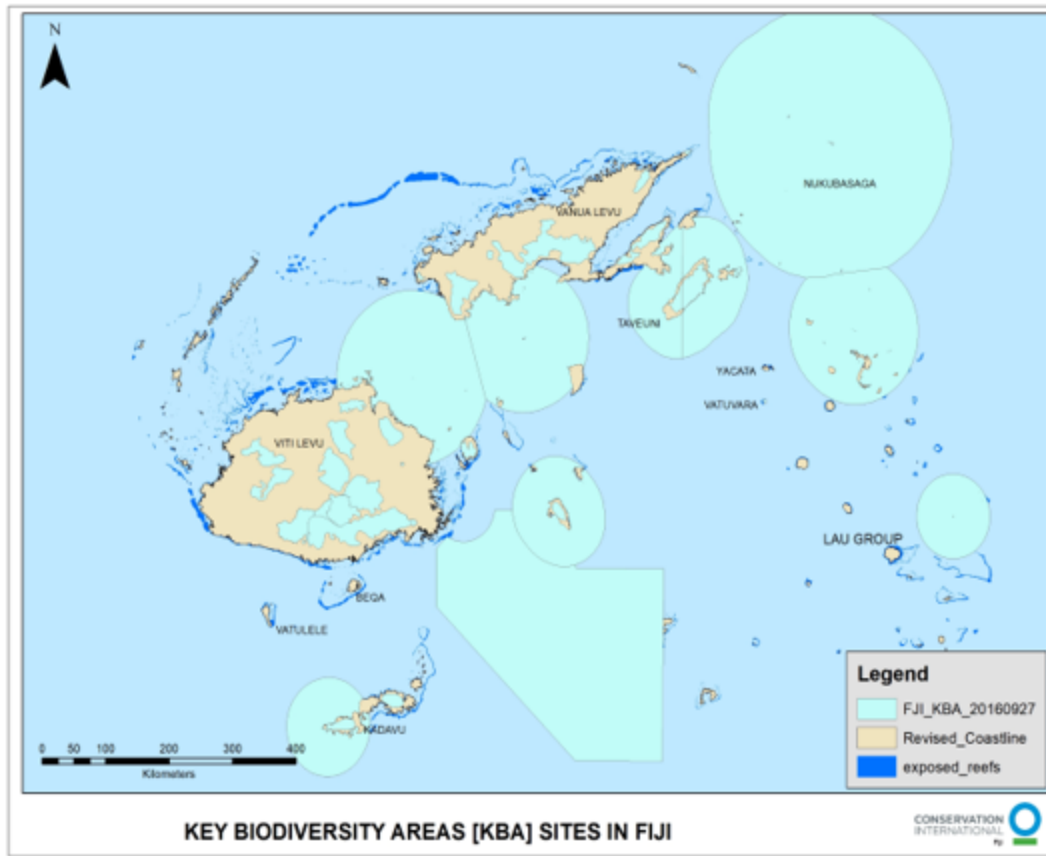 N
NUKUBASAGA
VANUA LEVU
TAVEUNI
YACATA
VATUVARA
VITI LEVU
LAU GROUP
BEQA
VATULELE
KADAVU
Legend
FJI_KBA_20160927
Revised_Coastline
exposed_reefs
0 50 100 200 300 400
Kilometers
KEY BIODIVERSITY AREAS [KBA] SITES IN FIJI
CONSERVATION
INTERNATIONAL
Fiji